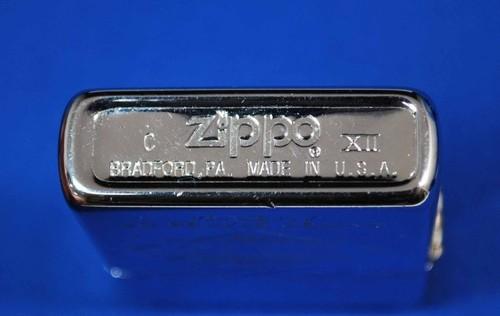 C Zippo ® XII
BRADFORD, PA. MADE IN U.S.A.